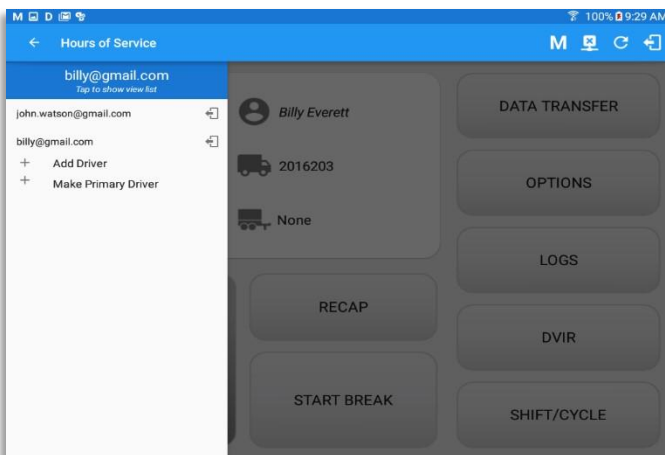 M D 100% 9:29 AM
Hours of Service M
billy@gmail.com
Tap to show view list
john.watson@gmail.com
billy@gmail.com
+ Add Driver
+ Make Primary Driver
Billy Everett
2016203
None
RECAP
START BREAK
DATA TRANSFER
OPTIONS
LOGS
DVIR
SHIFT/CYCLE